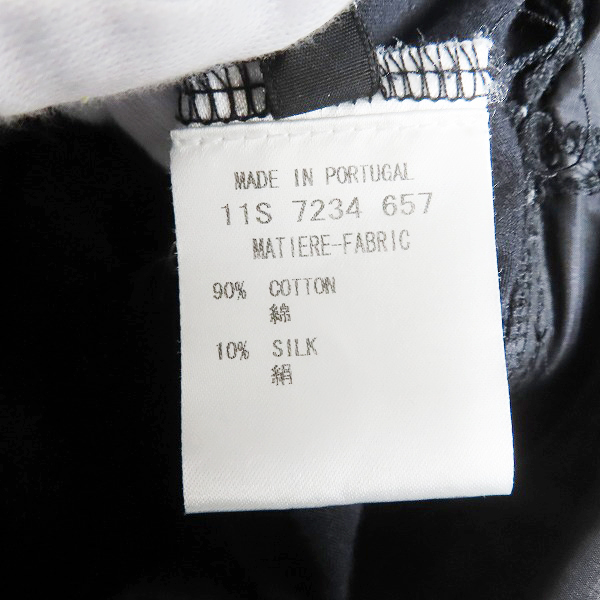 MADE IN PORTUGAL
11S 7234 657
MATIERE-FABRIC
90% COTTON
綿
10% SILK
絹